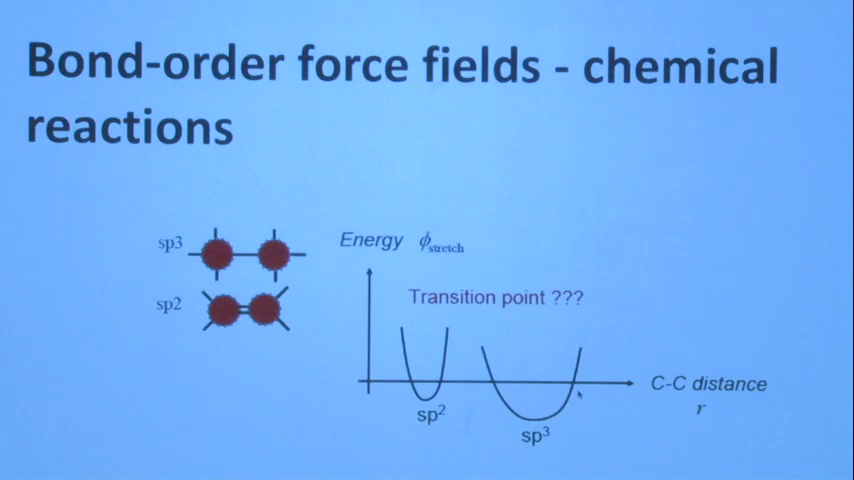 Bond-order force fields - chemical
reactions
sp3
sp2
Energy ϕstretch
Transition point ???
sp²
sp³
C-C distance
r